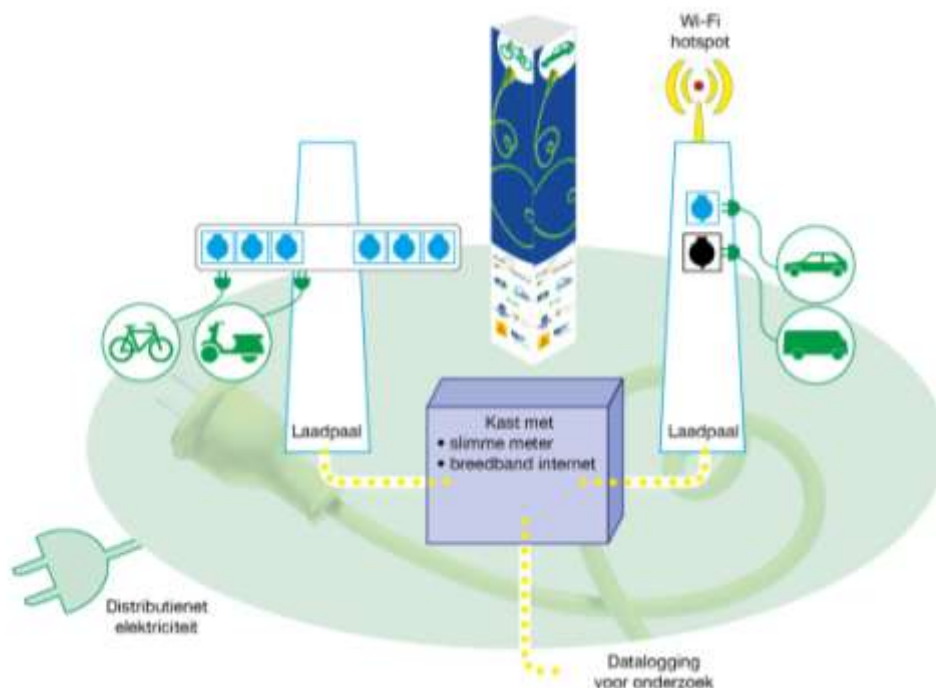 Wi-Fi
hotspot
Laadpaal
Laadpaal
Kast met
• slimme meter
• breedband internet
Distributienet
elektriciteit
Datalogging
voor onderzoek